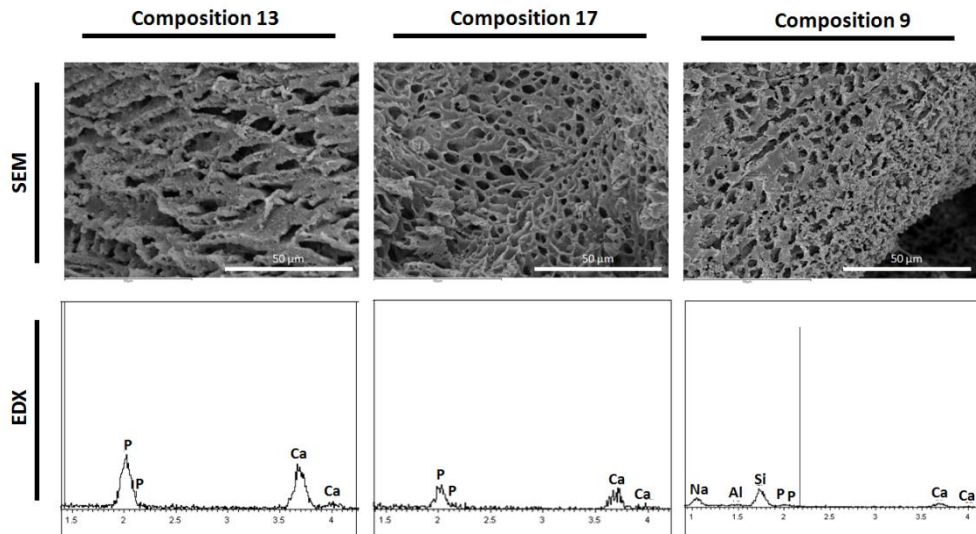 Composition 13
Composition 17
Composition 9
SEM
50 µm
50 µm
50 µm
EDX
P
P
Ca
Ca
1.5 2 2.5 3 3.5 4
P
P
Ca
Ca
1.5 2 2.5 3 3.5 4
Na
Al
Si
P
P
Ca
Ca
1 1.5 2 2.5 3 3.5 4